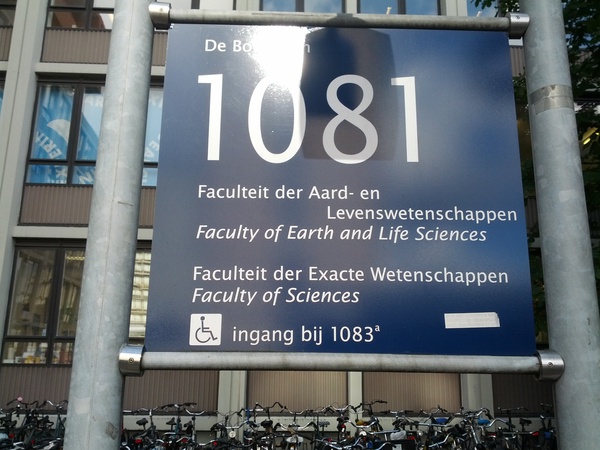 De
1081
Faculteit der Aard- en
Levenswetenschappen
Faculty of Earth and Life Sciences
Faculteit der Exacte Wetenschappen
Faculty of Sciences
ingang bij 1083ª